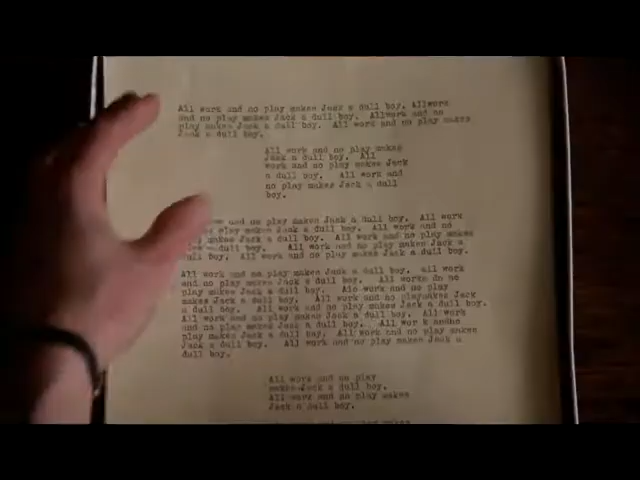 All work and no play makes Jack a dull boy. Allwork
and no play makes Jack a dull boy. Allwork and no
play makes Jack a dull boy. All work and no play makes
Jack a dull boy.
All work and no play makes
Jack a dull boy. All
work and no play makes Jack
a dull boy. All work and
no play makes Jack a dull
boy.
and no play makes Jack a dull boy. All work
play makes Jack a dull boy. All work and no
makes Jack a dull boy. All work and no play makes
dull boy. All work and no play makes Jack a
dull boy. All work and no play makes Jack a dull boy.
All work and no play makes Jack a dull boy. all work
and no play makes Jack s dull boy. All workm dn no
play makes Jack a dull boy. Alo work and no play
makes Jack a dull boy. All work and no playmakes Jack
a dull boy. All work and no play makes Jack a dull boy.
All work and no play makes Jack a dull boy. All work
and no play makes Jack a dull boy. All wor k andno
play makes Jack a dull boy. All work and no play makes
Jack a dull boy. All work and no play makes Jack a
dull boy.
All work and no play
makes Jack a dull boy.
All work and no play makes
Jack a dull boy.